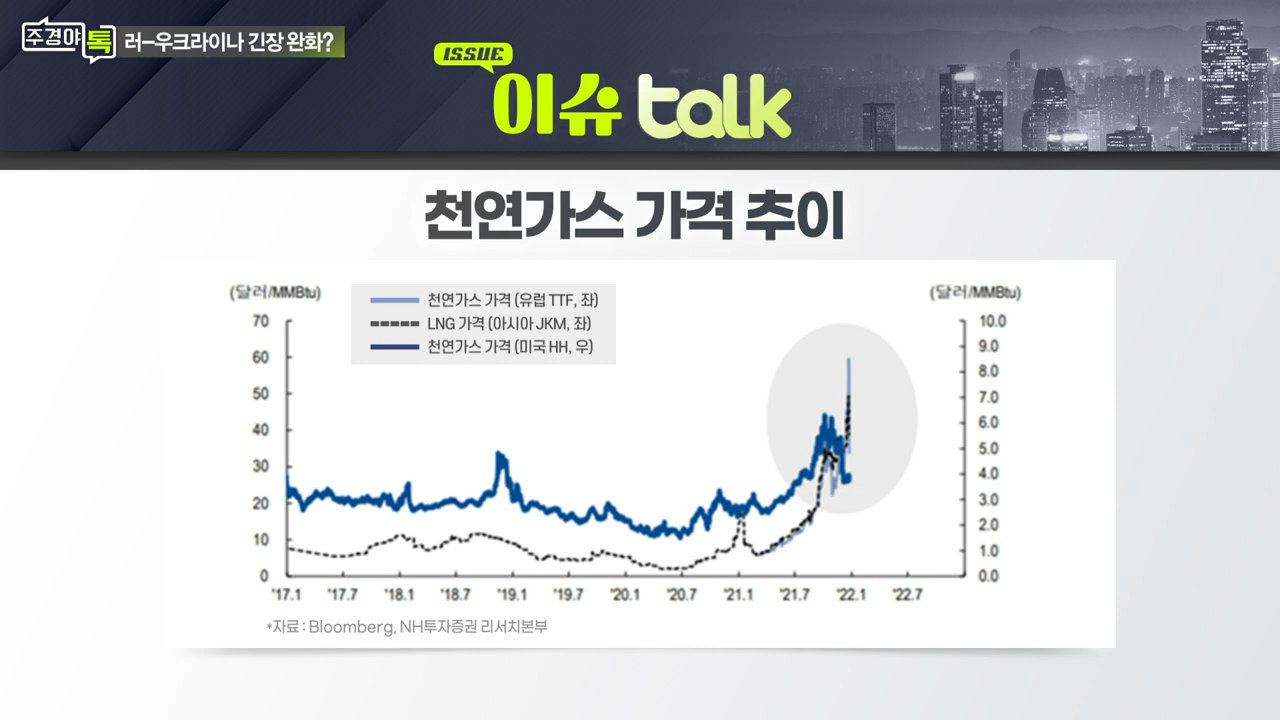 주경야톡 러-우크라이나 긴장 완화?
ISSUE
이슈 talk
천연가스 가격 추이
(달러/MMBtu)
(달러/MMBtu)
천연가스 가격 (유럽 TTF, 좌)
LNG 가격 (아시아 JKM, 좌)
천연가스 가격 (미국 HH, 우)
70
60
50
40
30
20
10
0
10.0
9.0
8.0
7.0
6.0
5.0
4.0
3.0
2.0
1.0
0.0
'17.1 '17.7 '18.1 '18.7 '19.1 '19.7 '20.1 '20.7 '21.1 '21.7 '22.1 '22.7
*자료 : Bloomberg, NH투자증권 리서치본부